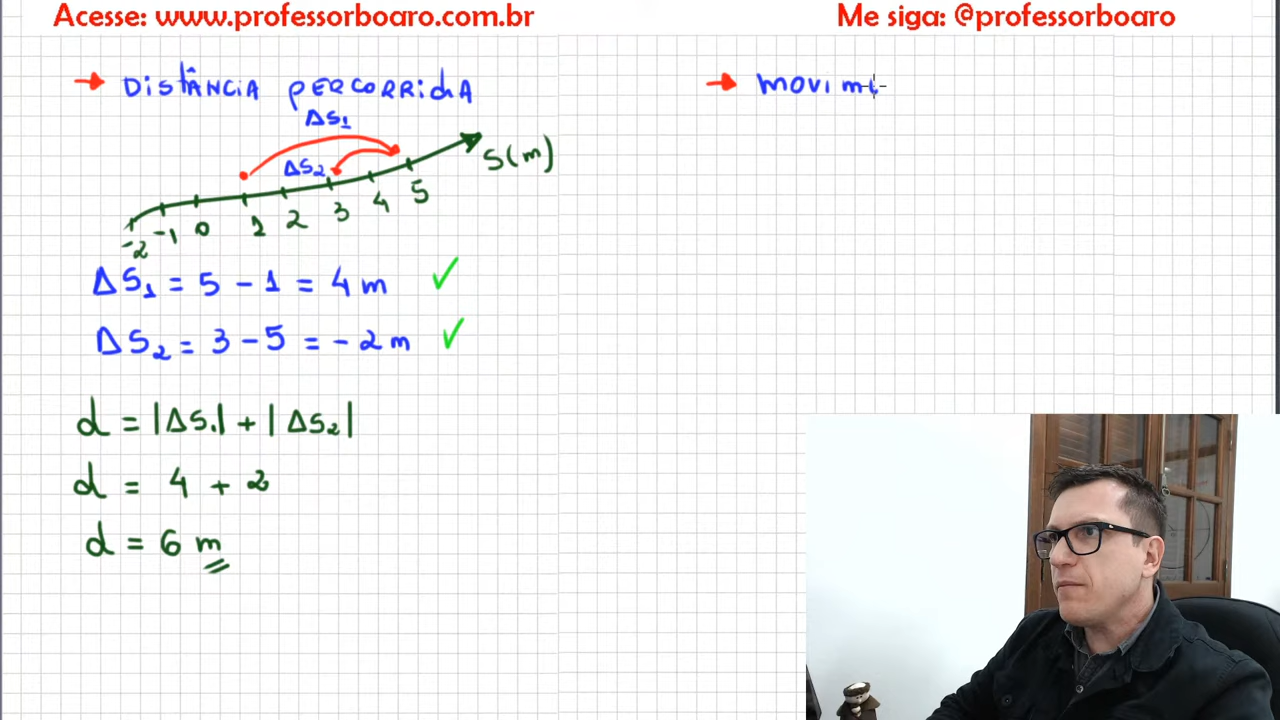 Acesse: www.professorboaro.com.br
Me siga: @professorboaro
→ Distância percorrida
ΔS₁
ΔS₂
S(m)
-2 -1 0 1 2 3 4 5
ΔS₁ = 5 - 1 = 4 m ✓
ΔS₂ = 3 - 5 = - 2 m ✓
d = |ΔS₁| + |ΔS₂|
d = 4 + 2
d = 6 m
→ movimi